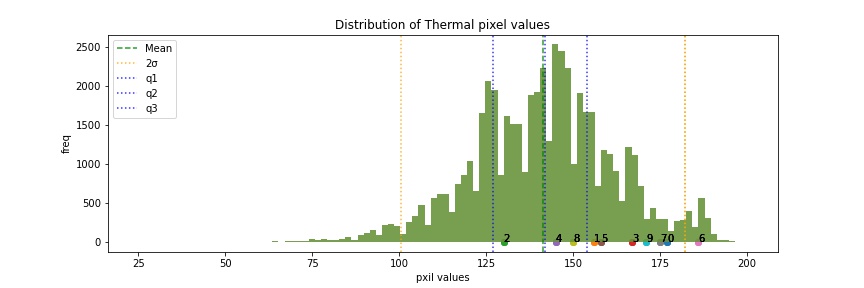 Distribution of Thermal pixel values
Mean
2σ
q1
q2
q3
freq
2500
2000
1500
1000
500
0
2 4 8 1 5 3 9 7 0 6
25 50 75 100 125 150 175 200
pxil values